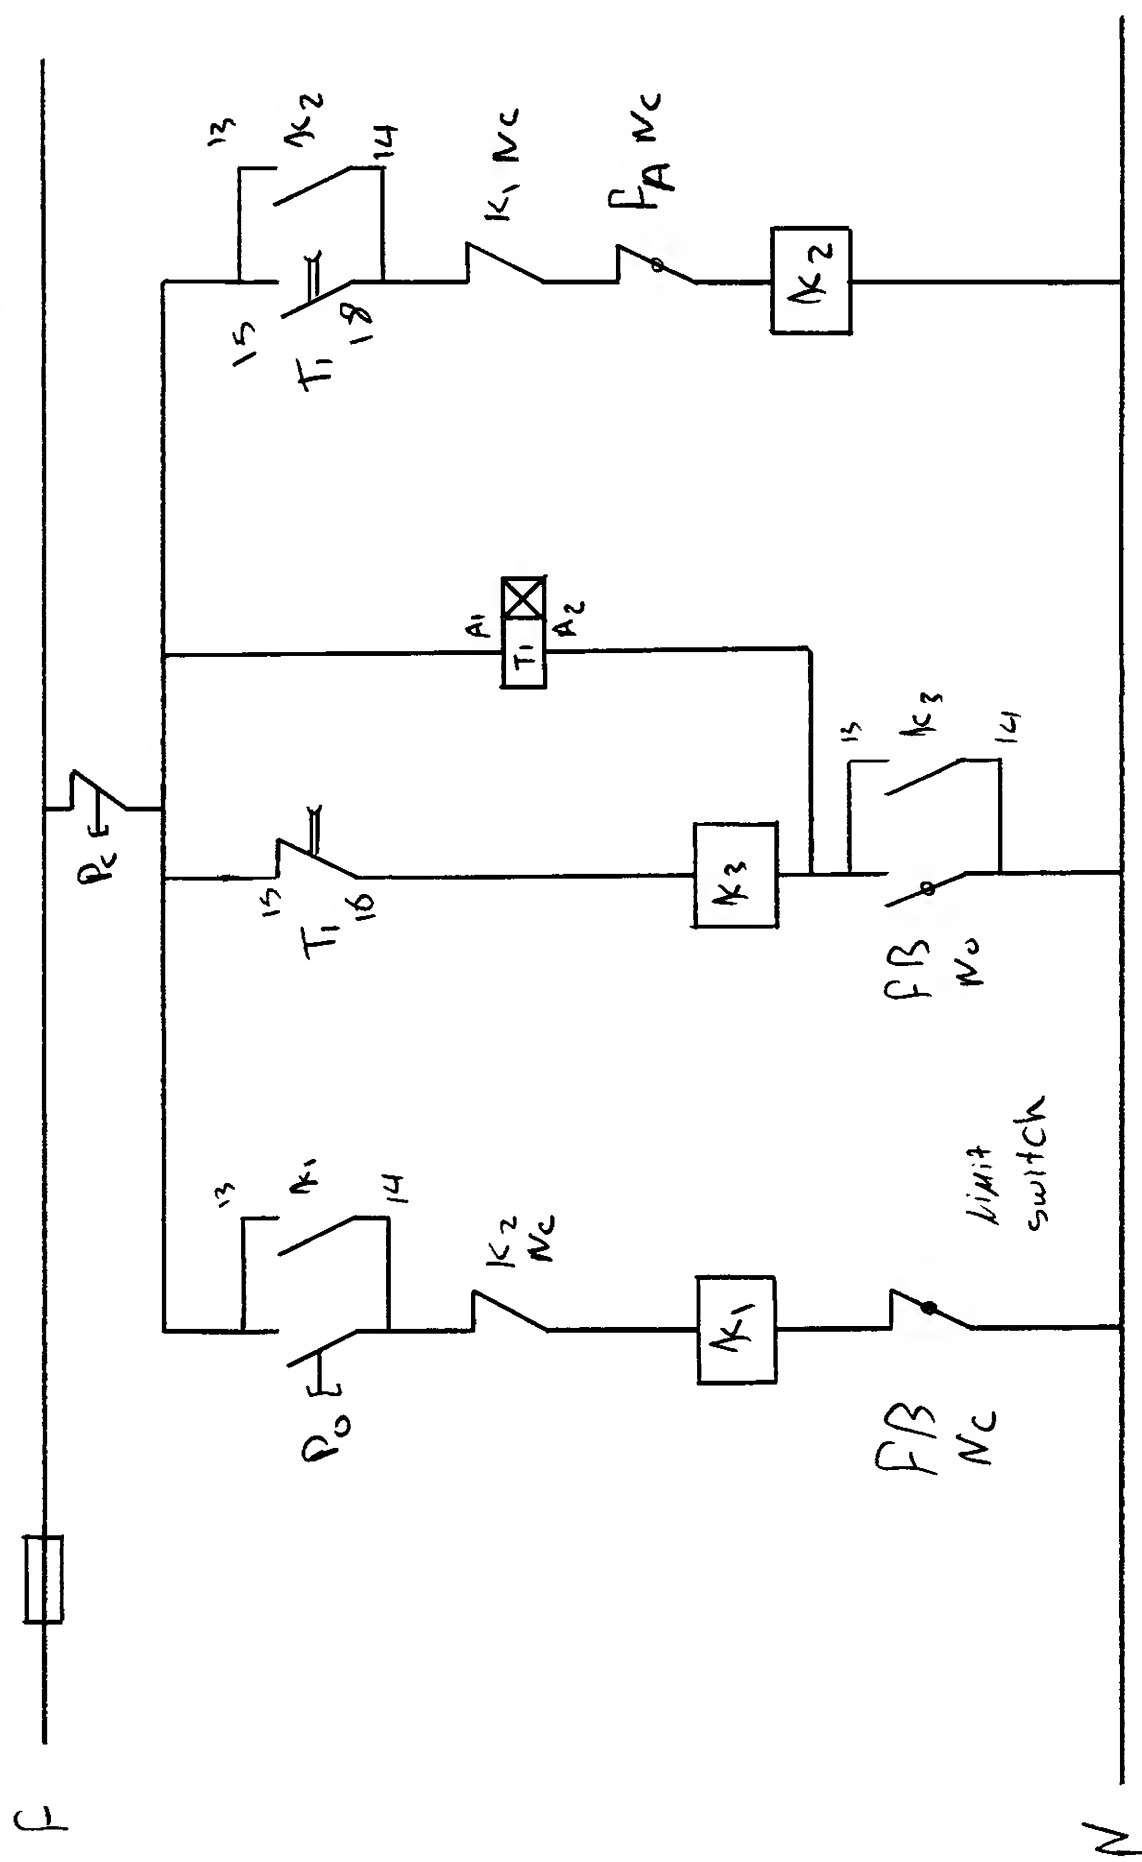 F
Pc
13
K1
14
Po
K2
NC
K1
FB
NC
Limit
switch
15
T1
16
K3
13
K3
14
FB
No
A1
T1
A2
13
K2
14
15
T1
18
K1 NC
FA NC
K2
N